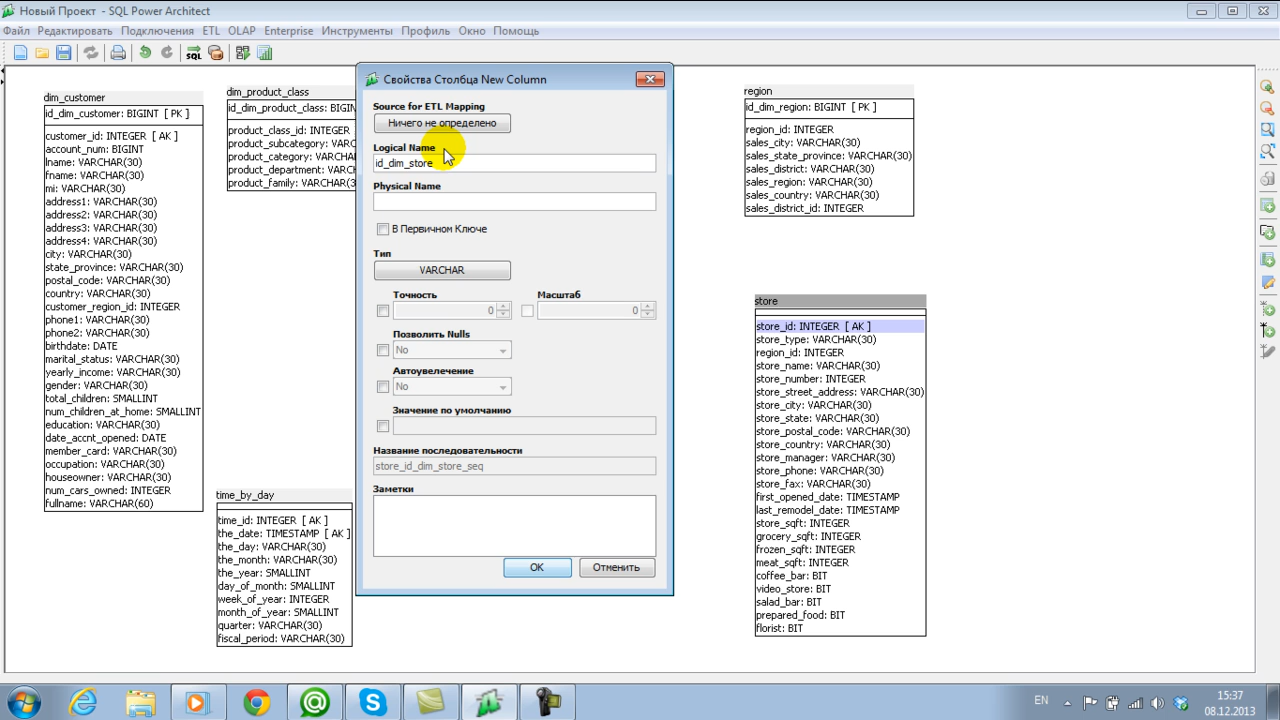 Новый Проект - SQL Power Architect
Файл Редактировать Подключения ETL OLAP Enterprise Инструменты Профиль Окно Помощь
SQL
dim_customer
id_dim_customer: BIGINT [ PK ]
customer_id: INTEGER [ AK ]
account_num: BIGINT
lname: VARCHAR(30)
fname: VARCHAR(30)
mi: VARCHAR(30)
address1: VARCHAR(30)
address2: VARCHAR(30)
address3: VARCHAR(30)
address4: VARCHAR(30)
city: VARCHAR(30)
state_province: VARCHAR(30)
postal_code: VARCHAR(30)
country: VARCHAR(30)
customer_region_id: INTEGER
phone1: VARCHAR(30)
phone2: VARCHAR(30)
birthdate: DATE
marital_status: VARCHAR(30)
yearly_income: VARCHAR(30)
gender: VARCHAR(30)
total_children: SMALLINT
num_children_at_home: SMALLINT
education: VARCHAR(30)
date_accnt_opened: DATE
member_card: VARCHAR(30)
occupation: VARCHAR(30)
houseowner: VARCHAR(30)
num_cars_owned: INTEGER
fullname: VARCHAR(60)
dim_product_class
id_dim_product_class: BIGIN
product_class_id: INTEGER
product_subcategory: VARC
product_category: VARCHAR
product_department: VARCH
product_family: VARCHAR(3
time_by_day
time_id: INTEGER [ AK ]
the_date: TIMESTAMP [ AK ]
the_day: VARCHAR(30)
the_month: VARCHAR(30)
the_year: SMALLINT
day_of_month: SMALLINT
week_of_year: INTEGER
month_of_year: SMALLINT
quarter: VARCHAR(30)
fiscal_period: VARCHAR(30)
Свойства Столбца New Column
Source for ETL Mapping
Ничего не определено
Logical Name
id_dim_store
Physical Name
В Первичном Ключе
Тип
VARCHAR
Точность Масштаб
0 0
Позволить Nulls
No
Автоувелечение
No
Значение по умолчанию
Название последовательности
store_id_dim_store_seq
Заметки
OK Отменить
region
id_dim_region: BIGINT [ PK ]
region_id: INTEGER
sales_city: VARCHAR(30)
sales_state_province: VARCHAR(30)
sales_district: VARCHAR(30)
sales_region: VARCHAR(30)
sales_country: VARCHAR(30)
sales_district_id: INTEGER
store
store_id: INTEGER [ AK ]
store_type: VARCHAR(30)
region_id: INTEGER
store_name: VARCHAR(30)
store_number: INTEGER
store_street_address: VARCHAR(30)
store_city: VARCHAR(30)
store_state: VARCHAR(30)
store_postal_code: VARCHAR(30)
store_country: VARCHAR(30)
store_manager: VARCHAR(30)
store_phone: VARCHAR(30)
store_fax: VARCHAR(30)
first_opened_date: TIMESTAMP
last_remodel_date: TIMESTAMP
store_sqft: INTEGER
grocery_sqft: INTEGER
frozen_sqft: INTEGER
meat_sqft: INTEGER
coffee_bar: BIT
video_store: BIT
salad_bar: BIT
prepared_food: BIT
florist: BIT
EN
15:37
08.12.2013